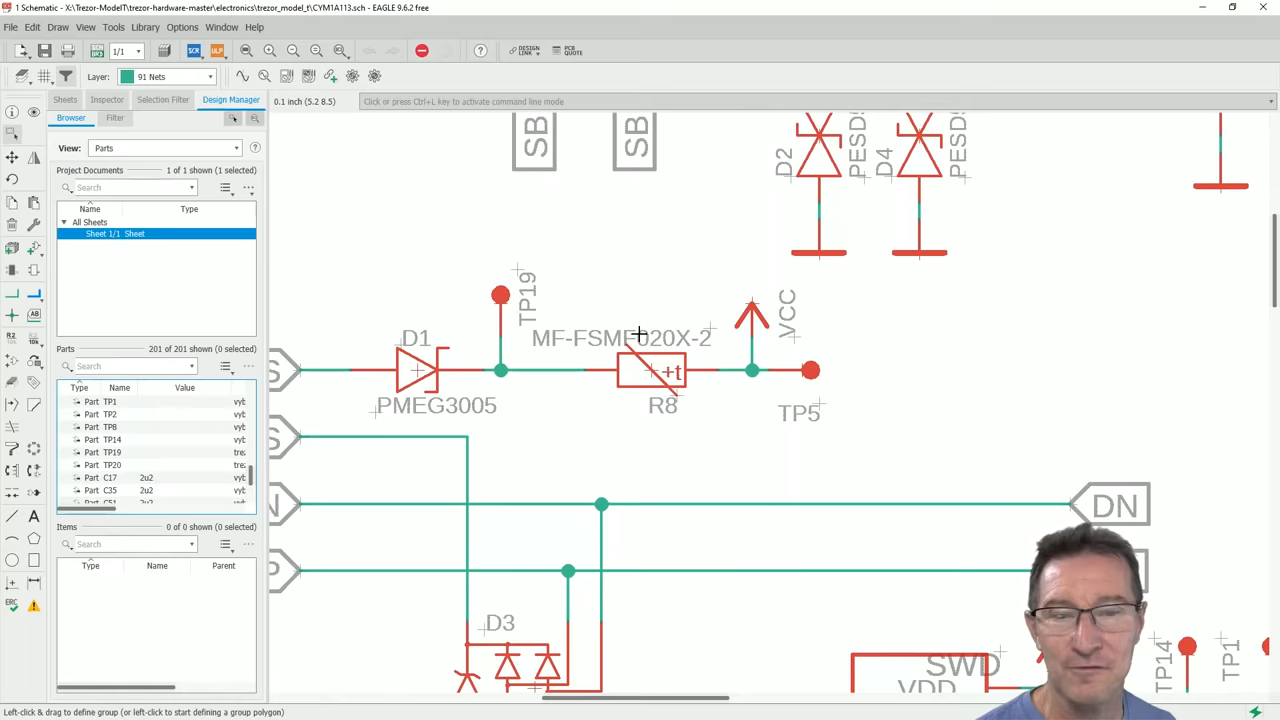 1 Schematic - X:\Trezor-ModelT\trezor-hardware-master\electronics\trezor_model_t\CYM1A113.sch - EAGLE 9.6.2 free
File Edit Draw View Tools Library Options Window Help
SCR ULP 1/1 DESIGN LINK PCB QUOTE
Layer: 91 Nets
Sheets Inspector Selection Filter Design Manager
0.1 inch (5.2 8.5) Click or press Ctrl+L key to activate command line mode
Browser Filter
View: Parts
Project Documents 1 of 1 shown (1 selected)
Search
Name Type
All Sheets
Sheet 1/1 Sheet
Parts 201 of 201 shown (0 selected)
Search
Type Name Value
Part TP1
Part TP2
Part TP8
Part TP14
Part TP19
Part TP20
Part C17 2u2
Part C35 2u2
Items 0 of 0 shown (0 selected)
Search
Type Name Parent
SB SB
D2 D4
TP19
D1 MF-FSMF020X-2 VCC
+t
PMEG3005 R8 TP5
DN
D3
SWD
VDD
TP14 TP1
Left-click & drag to define group (or left-click to start defining a group polygon)